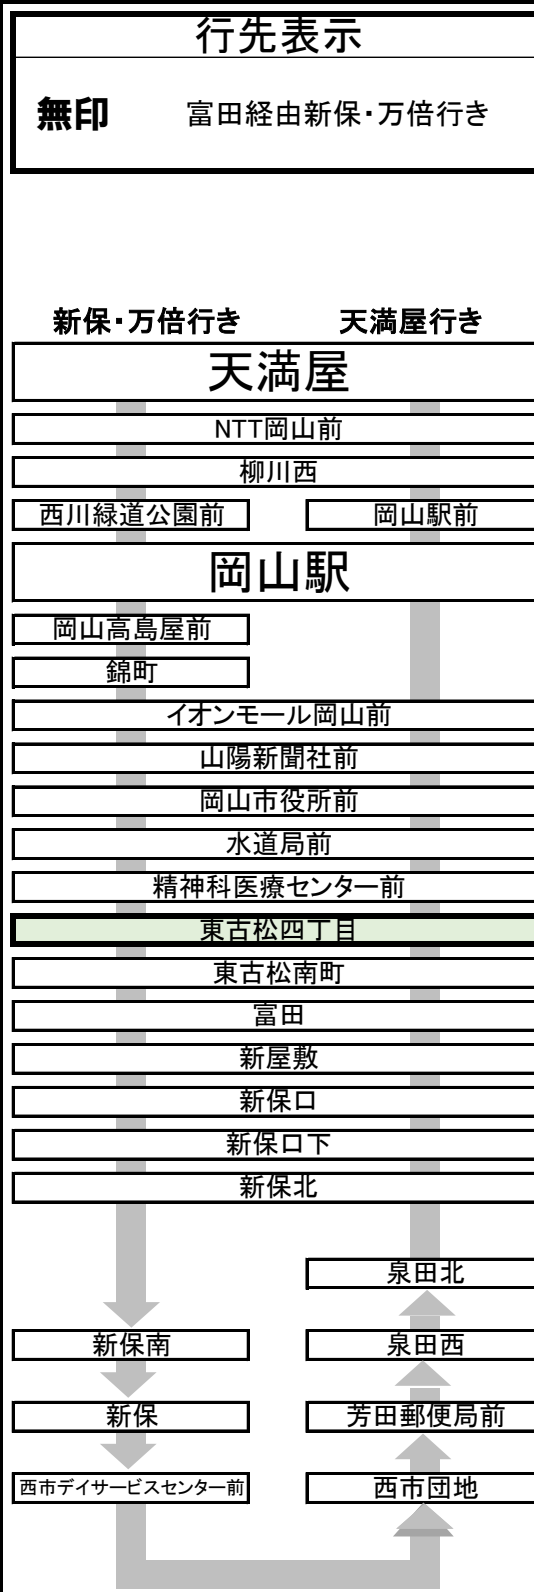 行先表示
無印 富田経由新保・万倍行き
新保・万倍行き 天満屋行き
天満屋
NTT岡山前
柳川西
西川緑道公園前 岡山駅前
岡山駅
岡山高島屋前
錦町
イオンモール岡山前
山陽新聞社前
岡山市役所前
水道局前
精神科医療センター前
東古松四丁目
東古松南町
富田
新屋敷
新保口
新保口下
新保北
泉田北
新保南 泉田西
新保 芳田郵便局前
西市デイサービスセンター前 西市団地